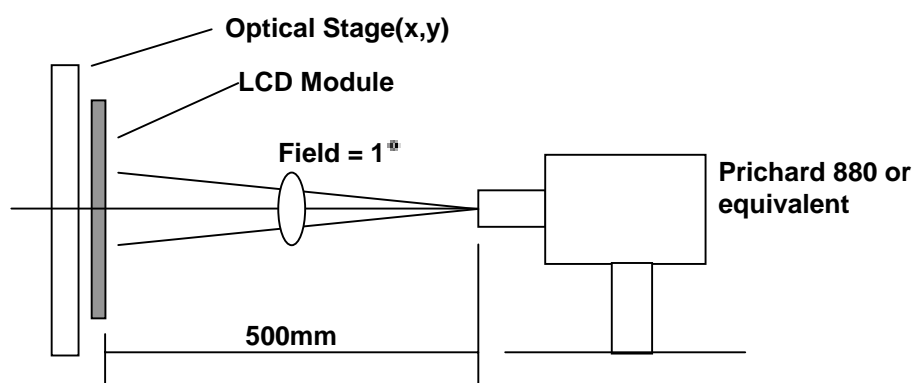 Optical Stage(x,y)
LCD Module
Field = 1
Prichard 880 or
equivalent
500mm